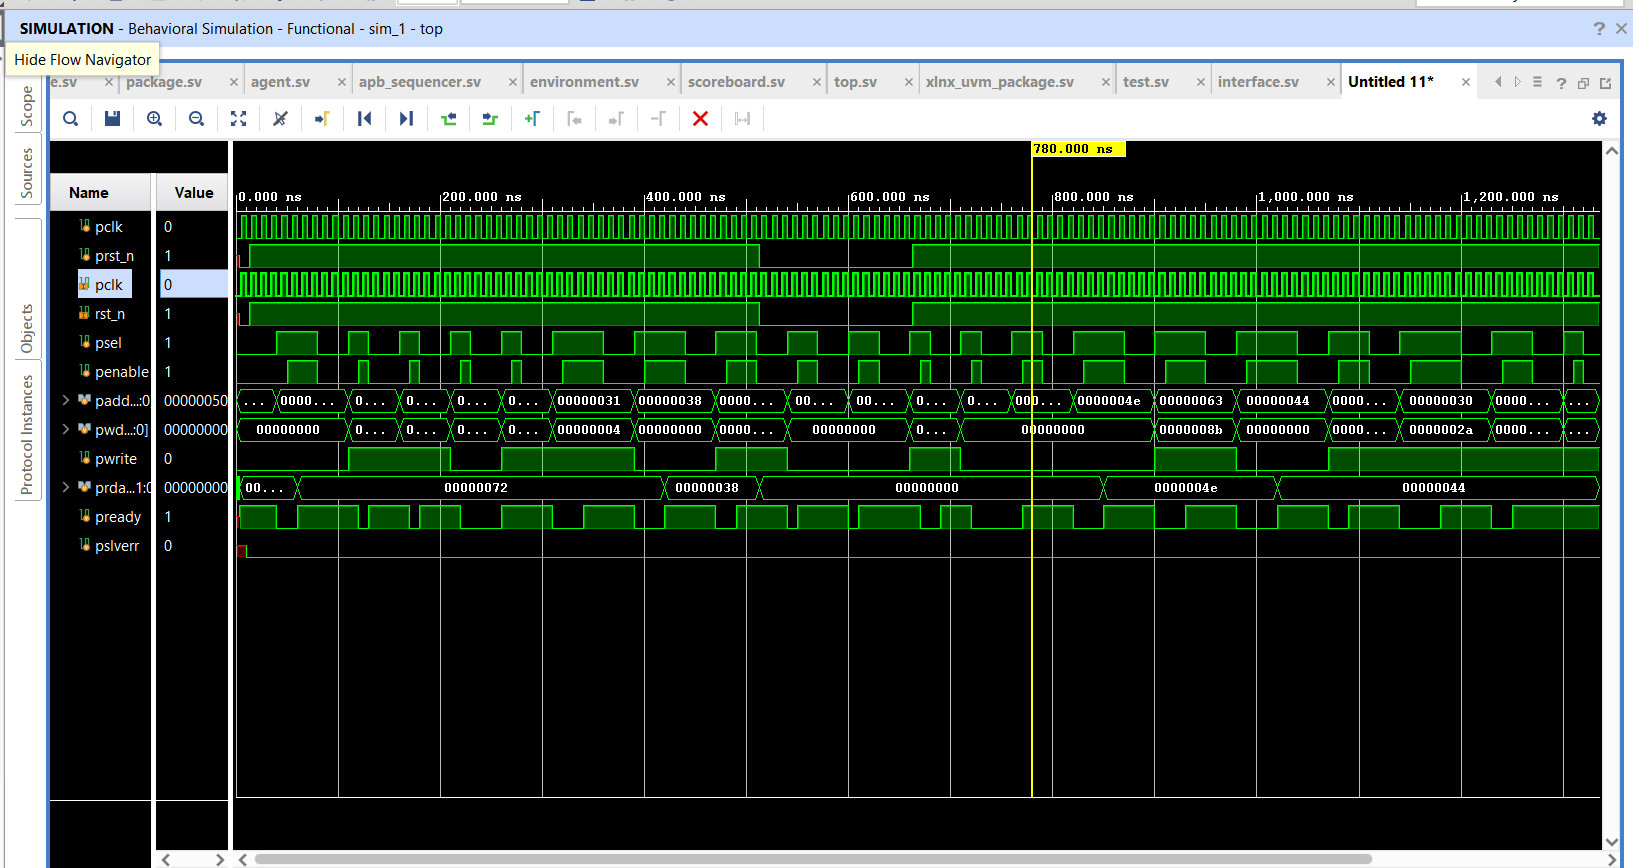 SIMULATION - Behavioral Simulation - Functional - sim_1 - top
Hide Flow Navigator
e.sv package.sv agent.sv apb_sequencer.sv environment.sv scoreboard.sv top.sv xlnx_uvm_package.sv test.sv interface.sv Untitled 11*
Scope
Sources
Objects
Protocol Instances
780.000 ns
Name Value
0.000 ns 200.000 ns 400.000 ns 600.000 ns 800.000 ns 1,000.000 ns 1,200.000 ns
pclk 0
prst_n 1
pclk 0
rst_n 1
psel 1
penable 1
padd...:0 00000050 ... 0000... 0... 0... 0... 0... 00000031 00000038 0000... 00... 00... 0... 0... 000... 0000004e 00000063 00000044 0000... 00000030 0000... ...
pwd...:0] 00000000 00000000 0... 0... 0... 0... 00000004 00000000 0000... 00000000 0... 00000000 0000008b 00000000 0000... 0000002a 0000... ...
pwrite 0
prda...1:0 00000000 00... 00000072 00000038 00000000 0000004e 00000044
pready 1
pslverr 0